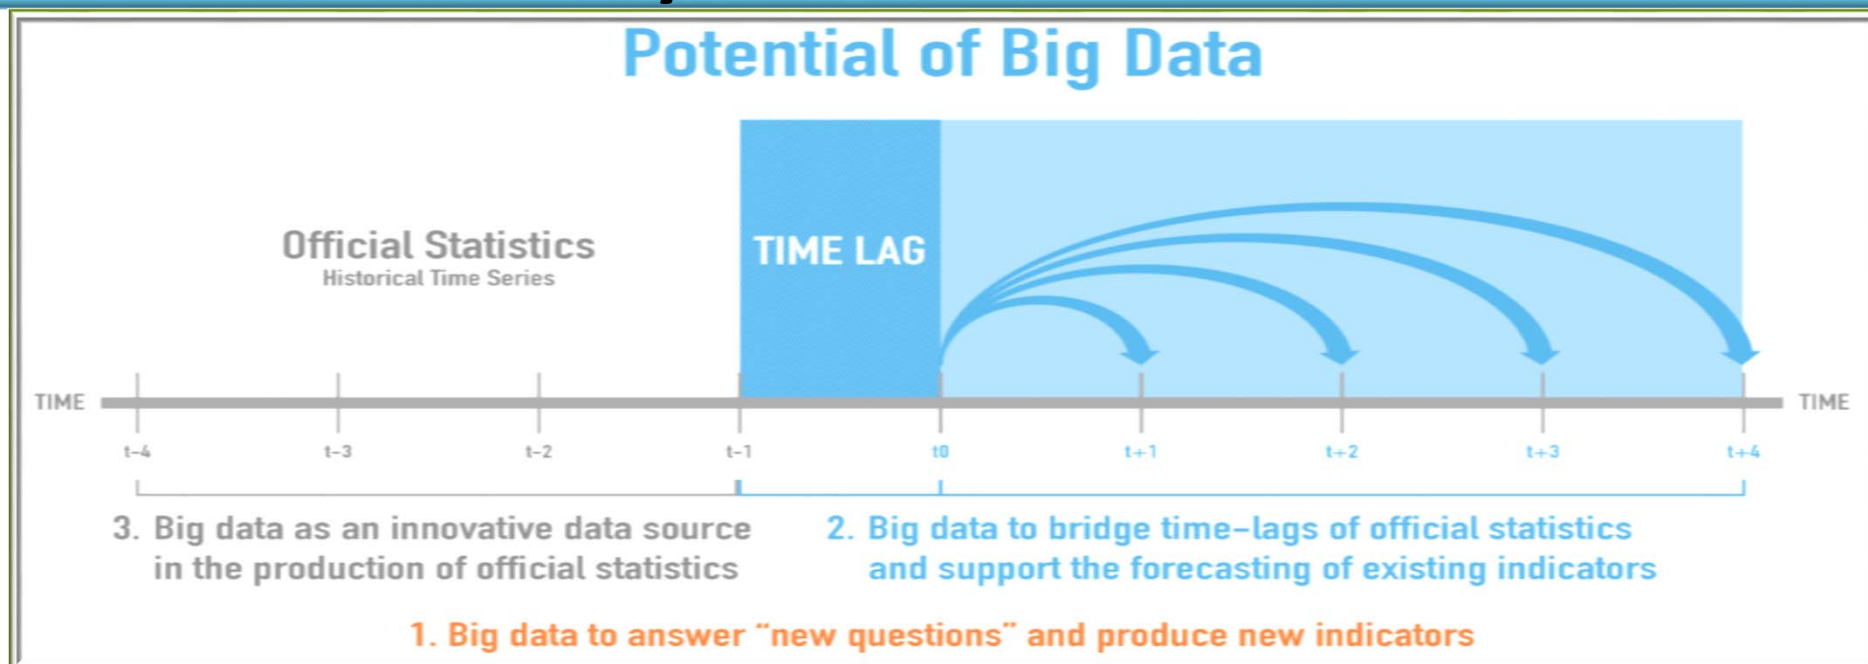 Potential of Big Data
Official Statistics
Historical Time Series
TIME LAG
TIME
TIME
t-4
t-3
t-2
t-1
t0
t+1
t+2
t+3
t+4
3. Big data as an innovative data source
in the production of official statistics
2. Big data to bridge time-lags of official statistics
and support the forecasting of existing indicators
1. Big data to answer “new questions” and produce new indicators